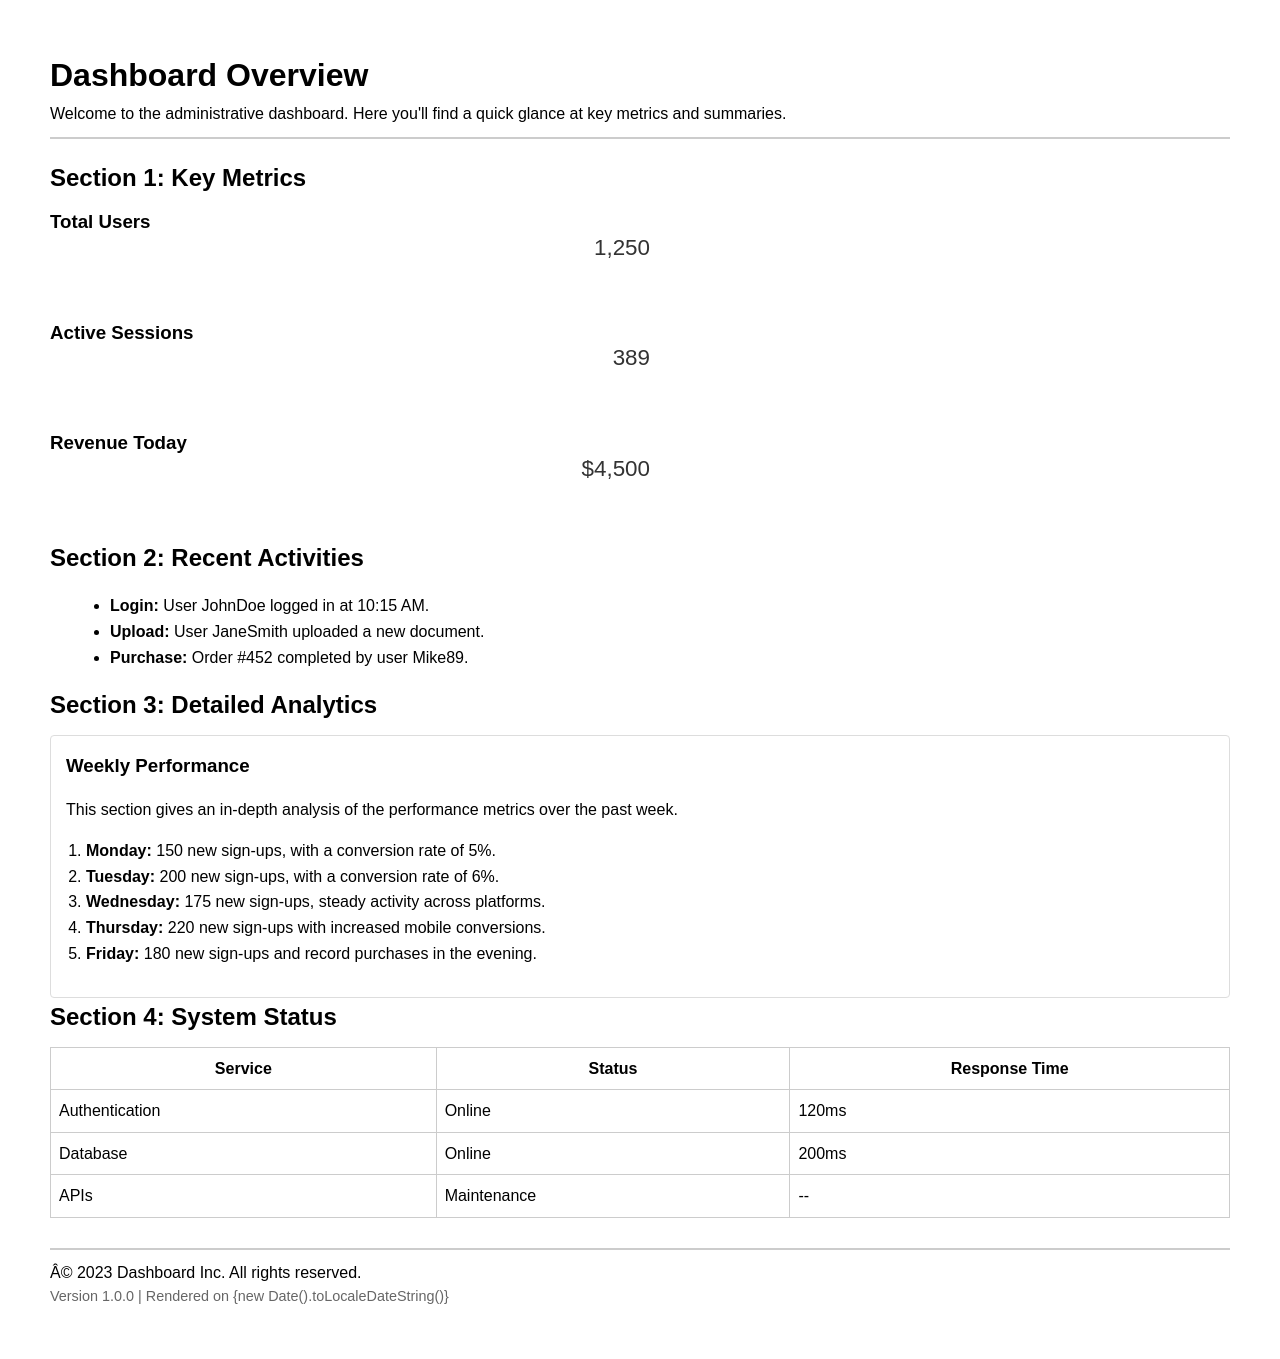 Dashboard Overview
Welcome to the administrative dashboard. Here you'll find a quick glance at key metrics and summaries.
Section 1: Key Metrics
Total Users
1,250
Active Sessions
389
Revenue Today
$4,500
Section 2: Recent Activities
• Login: User JohnDoe logged in at 10:15 AM.
• Upload: User JaneSmith uploaded a new document.
• Purchase: Order #452 completed by user Mike89.
Section 3: Detailed Analytics
Weekly Performance
This section gives an in-depth analysis of the performance metrics over the past week.
1. Monday: 150 new sign-ups, with a conversion rate of 5%.
2. Tuesday: 200 new sign-ups, with a conversion rate of 6%.
3. Wednesday: 175 new sign-ups, steady activity across platforms.
4. Thursday: 220 new sign-ups with increased mobile conversions.
5. Friday: 180 new sign-ups and record purchases in the evening.
Section 4: System Status
Service Status Response Time
Authentication Online 120ms
Database Online 200ms
APIs Maintenance --
Â© 2023 Dashboard Inc. All rights reserved.
Version 1.0.0 | Rendered on {new Date().toLocaleDateString()}